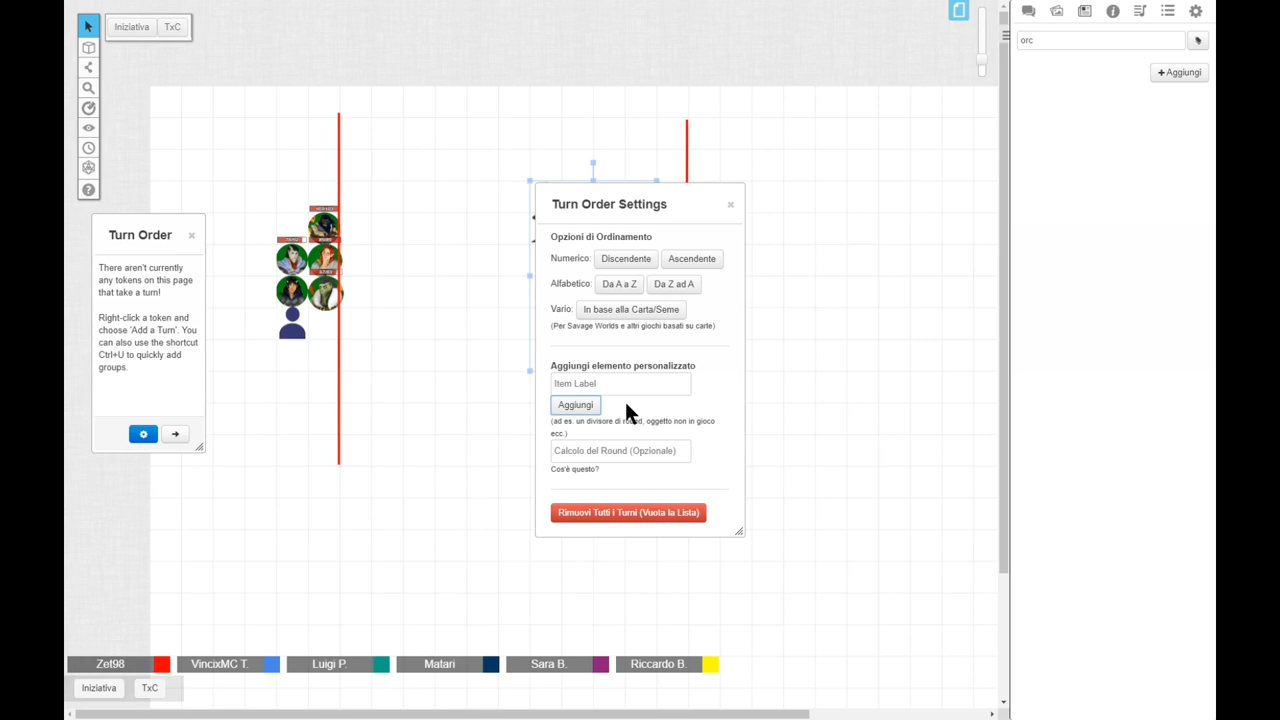 Iniziativa TxC
orc
+ Aggiungi
Turn Order
There aren't currently
any tokens on this page
that take a turn!
Right-click a token and
choose 'Add a Turn'. You
can also use the shortcut
Ctrl+U to quickly add
groups.
Turn Order Settings
Opzioni di Ordinamento
Numerico: Discendente Ascendente
Alfabetico: Da A a Z Da Z ad A
Vario: In base alla Carta/Seme
(Per Savage Worlds e altri giochi basati su carte)
Aggiungi elemento personalizzato
Item Label
Aggiungi
(ad es. un divisore di round, oggetto non in gioco
ecc.)
Calcolo del Round (Opzionale)
Cos'è questo?
Rimuovi Tutti i Turni (Vuota la Lista)
Zet98 VincixMC T. Luigi P. Matari Sara B. Riccardo B.
Iniziativa TxC